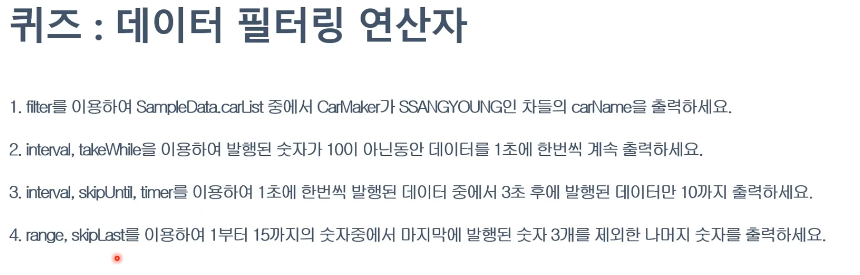 퀴즈 : 데이터 필터링 연산자
1. filter를 이용하여 SampleData.carList 중에서 CarMaker가 SSANGYOUNG인 차들의 carName을 출력하세요.
2. interval, takeWhile을 이용하여 발행된 숫자가 10이 아닌동안 데이터를 1초에 한번씩 계속 출력하세요.
3. interval, skipUntil, timer를 이용하여 1초에 한번씩 발행된 데이터 중에서 3초 후에 발행된 데이터만 10까지 출력하세요.
4. range, skipLast를 이용하여 1부터 15까지의 숫자중에서 마지막에 발행된 숫자 3개를 제외한 나머지 숫자를 출력하세요.